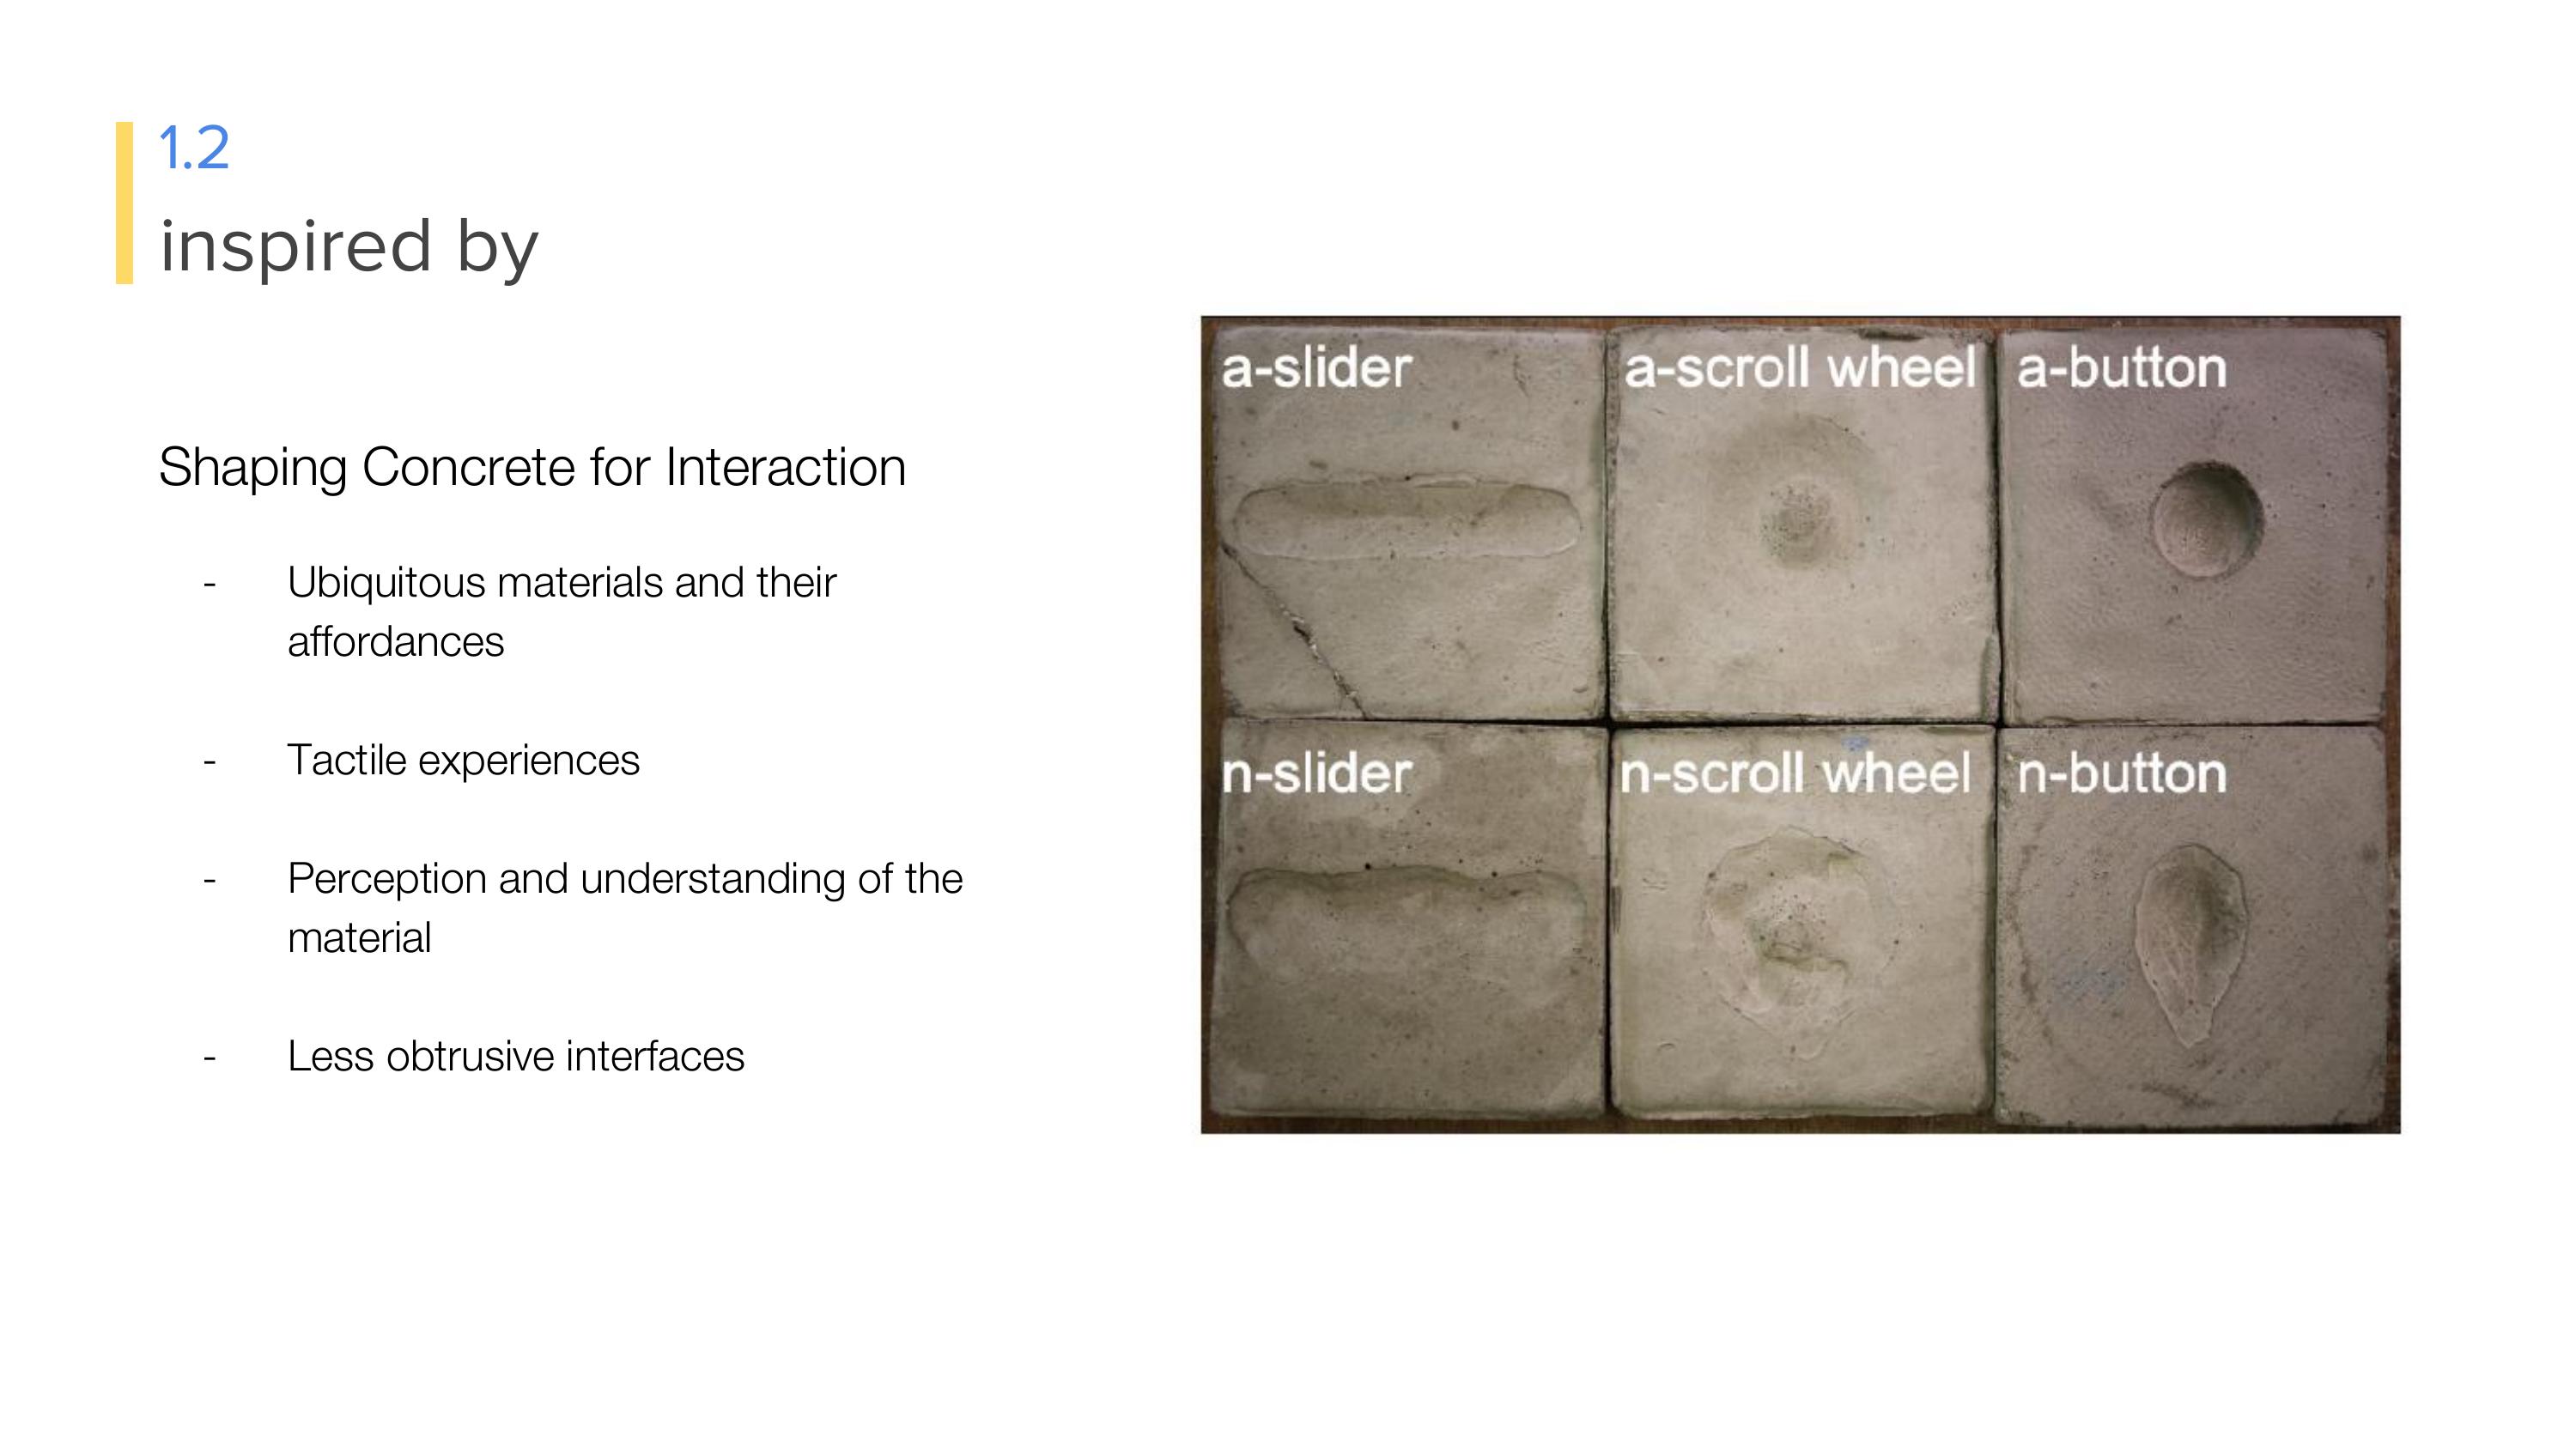 1.2
inspired by
Shaping Concrete for Interaction
- Ubiquitous materials and their
affordances
- Tactile experiences
- Perception and understanding of the
material
- Less obtrusive interfaces
a-slider
a-scroll wheel
a-button
n-slider
n-scroll wheel
n-button